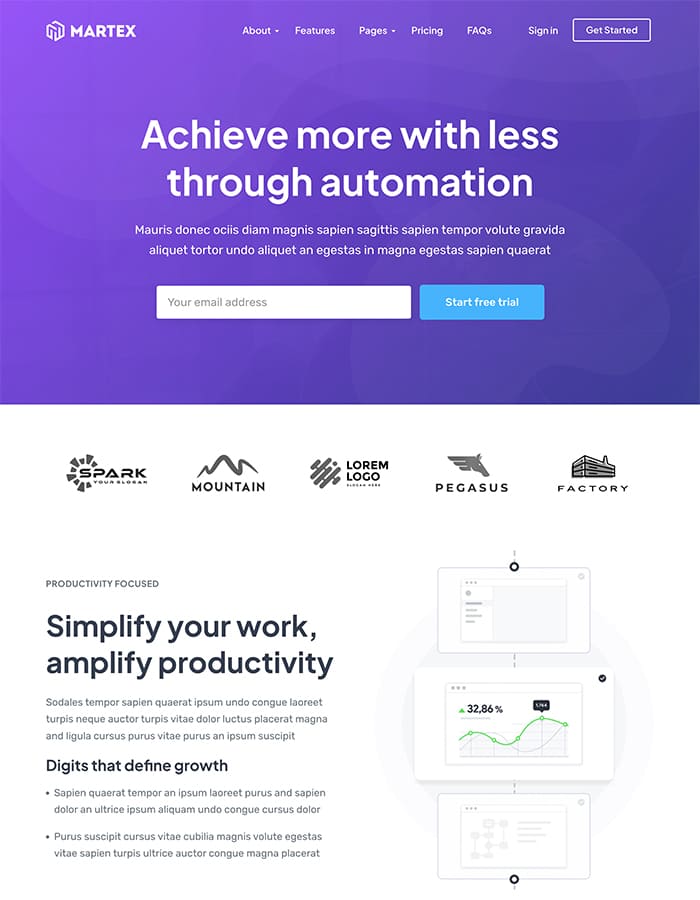 MARTEX
About
Features
Pages
Pricing
FAQs
Sign in
Get Started
Achieve more with less
through automation
Mauris donec ociis diam magnis sapien sagittis sapien tempor volute gravida
aliquet tortor undo aliquet an egestas in magna egestas sapien quaerat
Your email address
Start free trial
SPARK
YOUR SLOGAN
MOUNTAIN
LOREM
LOGO
SLOGAN HERE
PEGASUS
FACTORY
PRODUCTIVITY FOCUSED
Simplify your work,
amplify productivity
Sodales tempor sapien quaerat ipsum undo congue laoreet
turpis neque auctor turpis vitae dolor luctus placerat magna
and ligula cursus purus vitae purus an ipsum suscipit
Digits that define growth
• Sapien quaerat tempor an ipsum laoreet purus and sapien
dolor an ultrice ipsum aliquam undo congue cursus dolor
• Purus suscipit cursus vitae cubilia magnis volute egestas
vitae sapien turpis ultrice auctor congue magna placerat
32,86 %
1,764